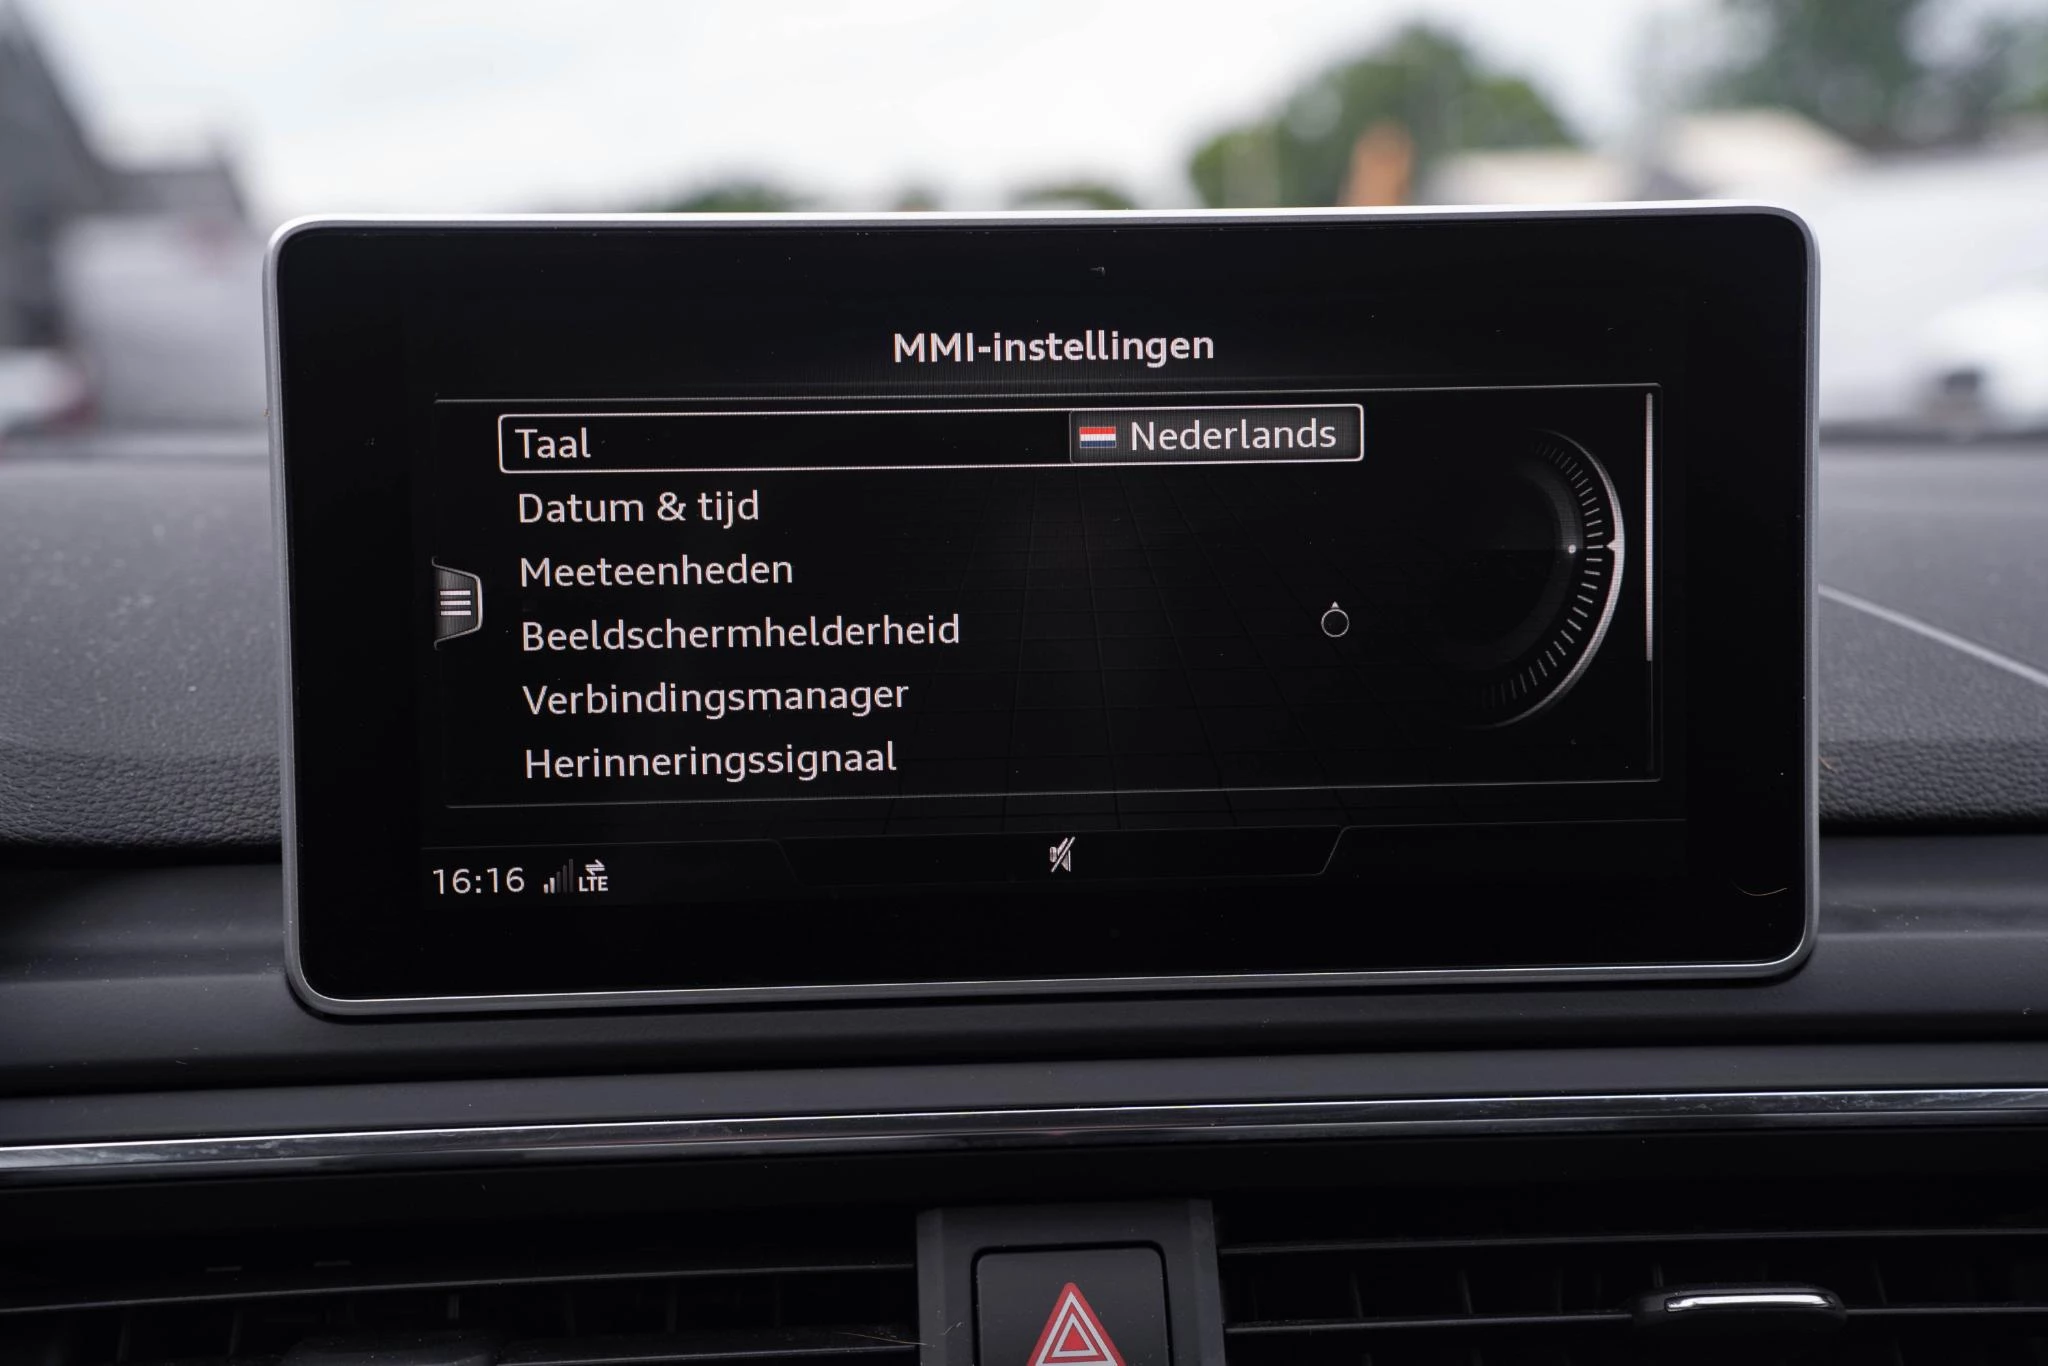 MMI-instellingen
Taal Nederlands
Datum & tijd
Meeteenheden
Beeldschermhelderheid
Verbindingsmanager
Herinneringssignaal
16:16 LTE